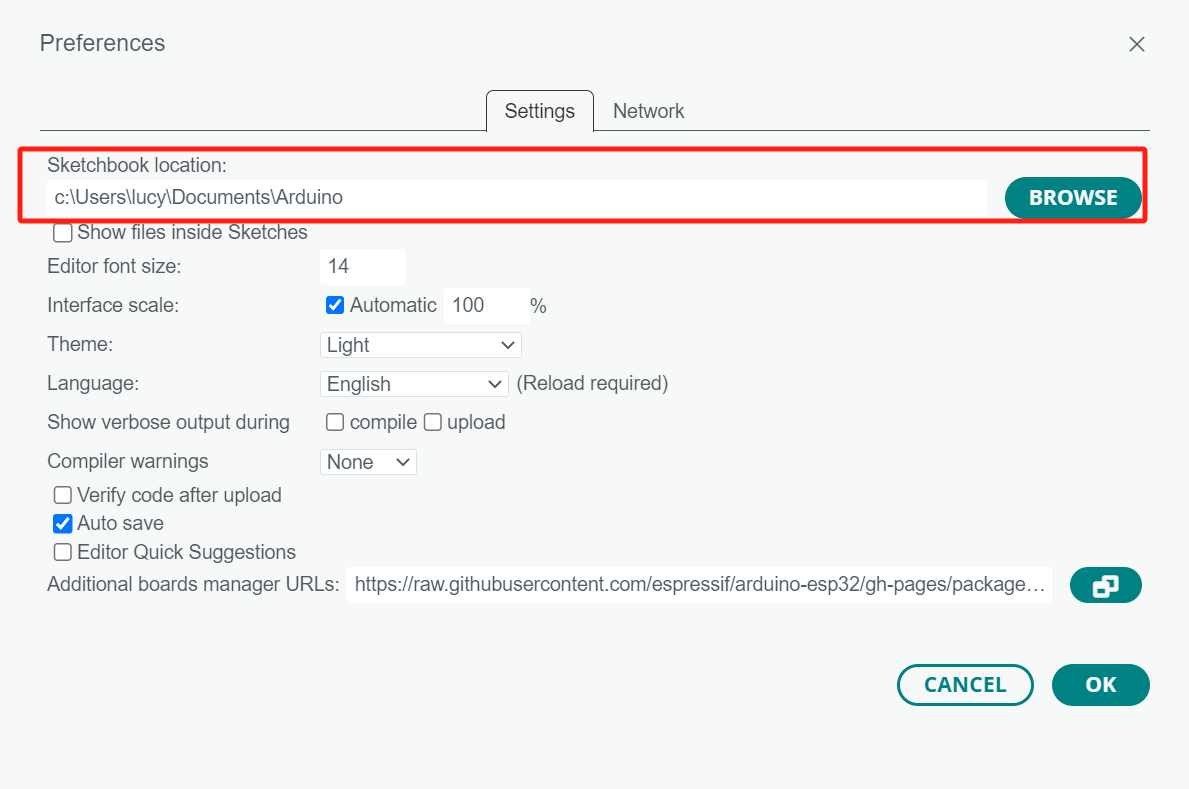 Preferences
Settings Network
Sketchbook location:
c:\Users\lucy\Documents\Arduino BROWSE
Show files inside Sketches
Editor font size: 14
Interface scale: Automatic 100 %
Theme: Light
Language: English (Reload required)
Show verbose output during compile upload
Compiler warnings None
Verify code after upload
Auto save
Editor Quick Suggestions
Additional boards manager URLs: https://raw.githubusercontent.com/espressif/arduino-esp32/gh-pages/package…
CANCEL OK